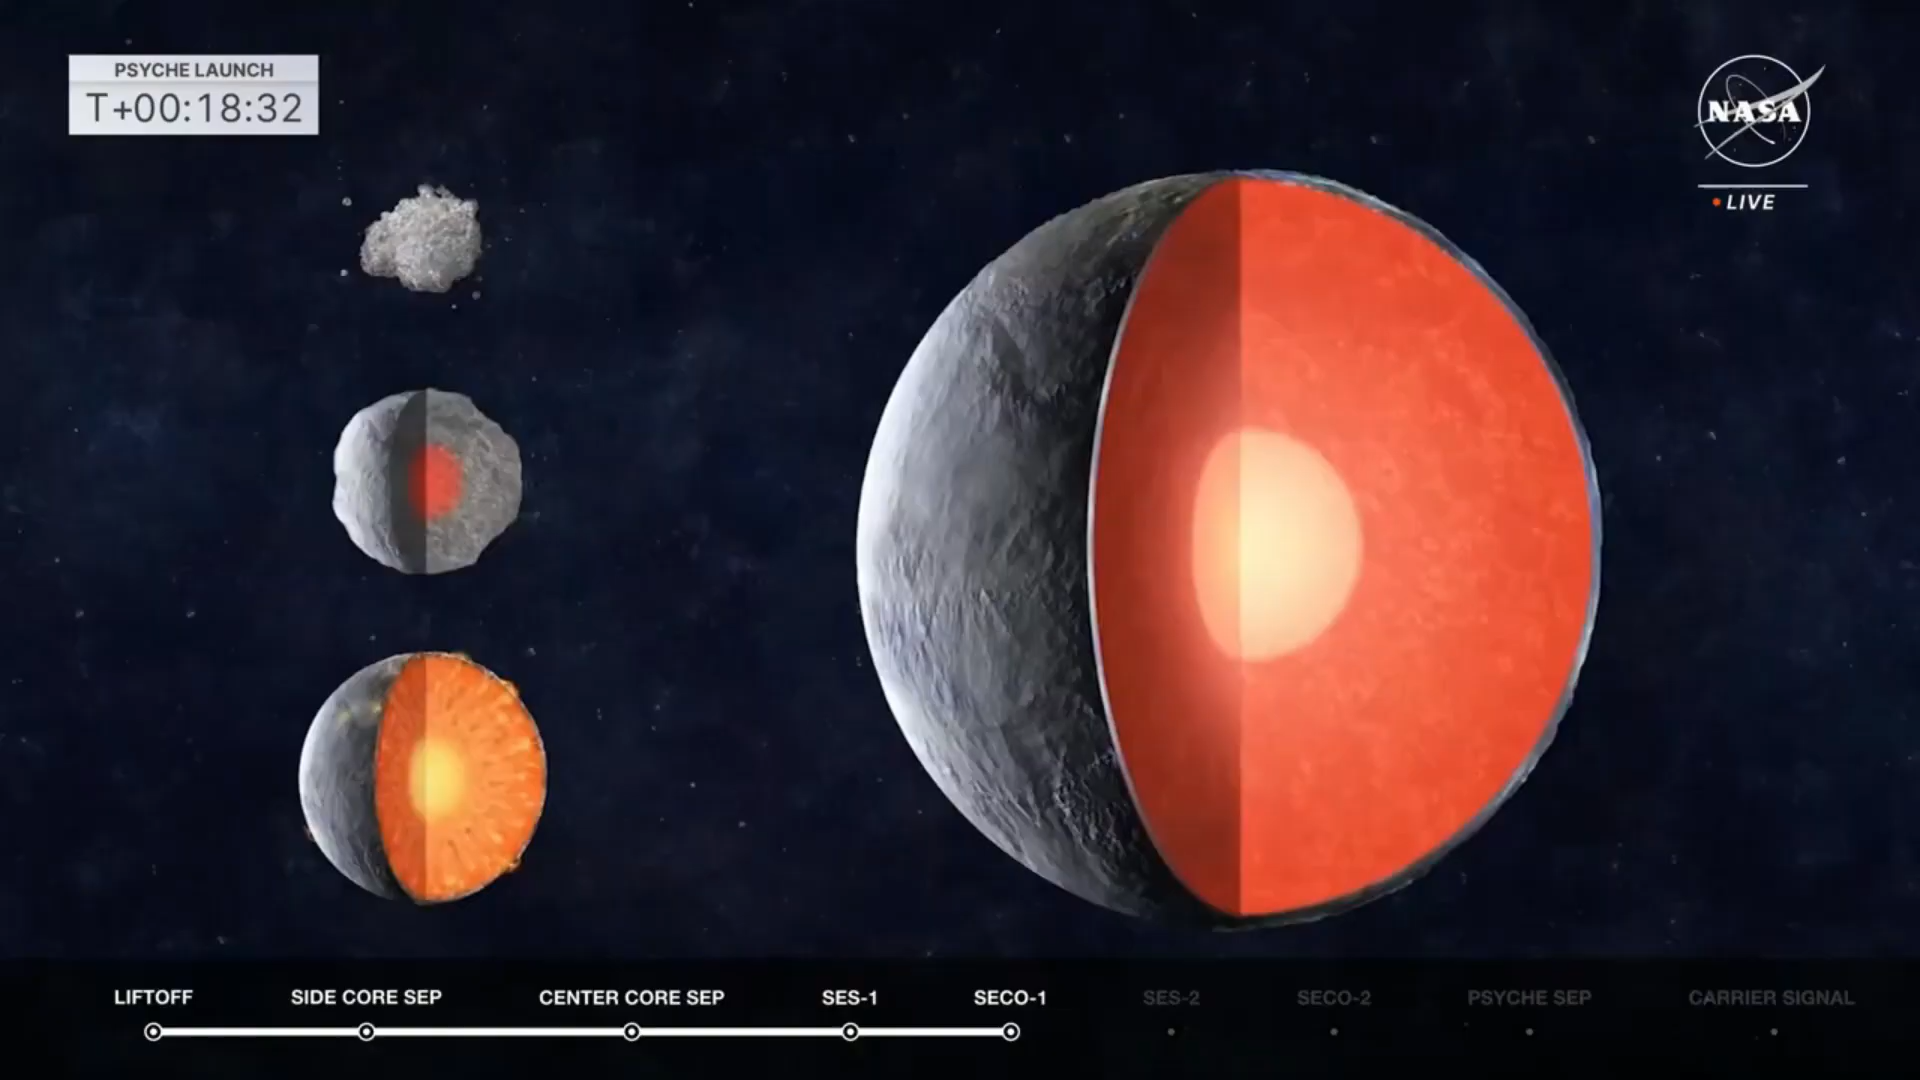 PSYCHE LAUNCH
T+00:18:32
NASA
LIVE
LIFTOFF
SIDE CORE SEP
CENTER CORE SEP
SES-1
SECO-1
SES-2
SECO-2
PSYCHE SEP
CARRIER SIGNAL